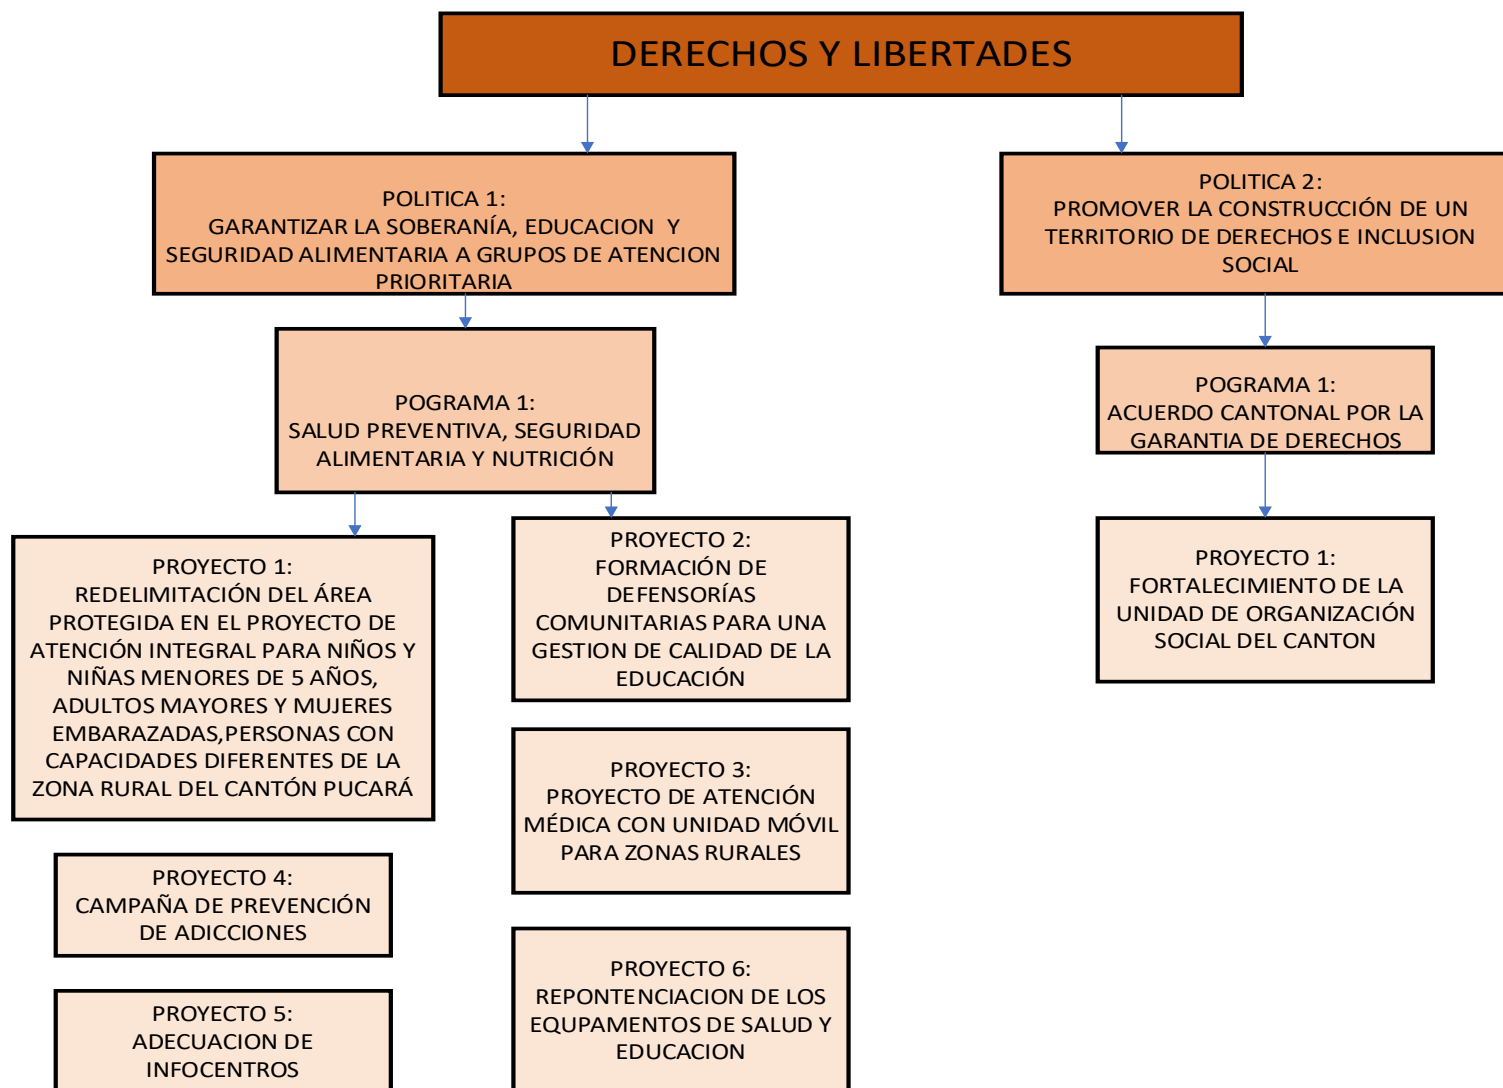 DERECHOS Y LIBERTADES
POLITICA 1:
GARANTIZAR LA SOBERANÍA, EDUCACION Y
SEGURIDAD ALIMENTARIA A GRUPOS DE ATENCION
PRIORITARIA
POLITICA 2:
PROMOVER LA CONSTRUCCIÓN DE UN
TERRITORIO DE DERECHOS E INCLUSION
SOCIAL
POGRAMA 1:
SALUD PREVENTIVA, SEGURIDAD
ALIMENTARIA Y NUTRICIÓN
POGRAMA 1:
ACUERDO CANTONAL POR LA
GARANTIA DE DERECHOS
PROYECTO 1:
REDELIMITACIÓN DEL ÁREA
PROTEGIDA EN EL PROYECTO DE
ATENCIÓN INTEGRAL PARA NIÑOS Y
NIÑAS MENORES DE 5 AÑOS,
ADULTOS MAYORES Y MUJERES
EMBARAZADAS,PERSONAS CON
CAPACIDADES DIFERENTES DE LA
ZONA RURAL DEL CANTÓN PUCARÁ
PROYECTO 2:
FORMACIÓN DE
DEFENSORÍAS
COMUNITARIAS PARA UNA
GESTION DE CALIDAD DE LA
EDUCACIÓN
PROYECTO 1:
FORTALECIMIENTO DE LA
UNIDAD DE ORGANIZACIÓN
SOCIAL DEL CANTON
PROYECTO 3:
PROYECTO DE ATENCIÓN
MÉDICA CON UNIDAD MÓVIL
PARA ZONAS RURALES
PROYECTO 4:
CAMPAÑA DE PREVENCIÓN
DE ADICCIONES
PROYECTO 5:
ADECUACION DE
INFOCENTROS
PROYECTO 6:
REPONTENCIACION DE LOS
EQUPAMENTOS DE SALUD Y
EDUCACION